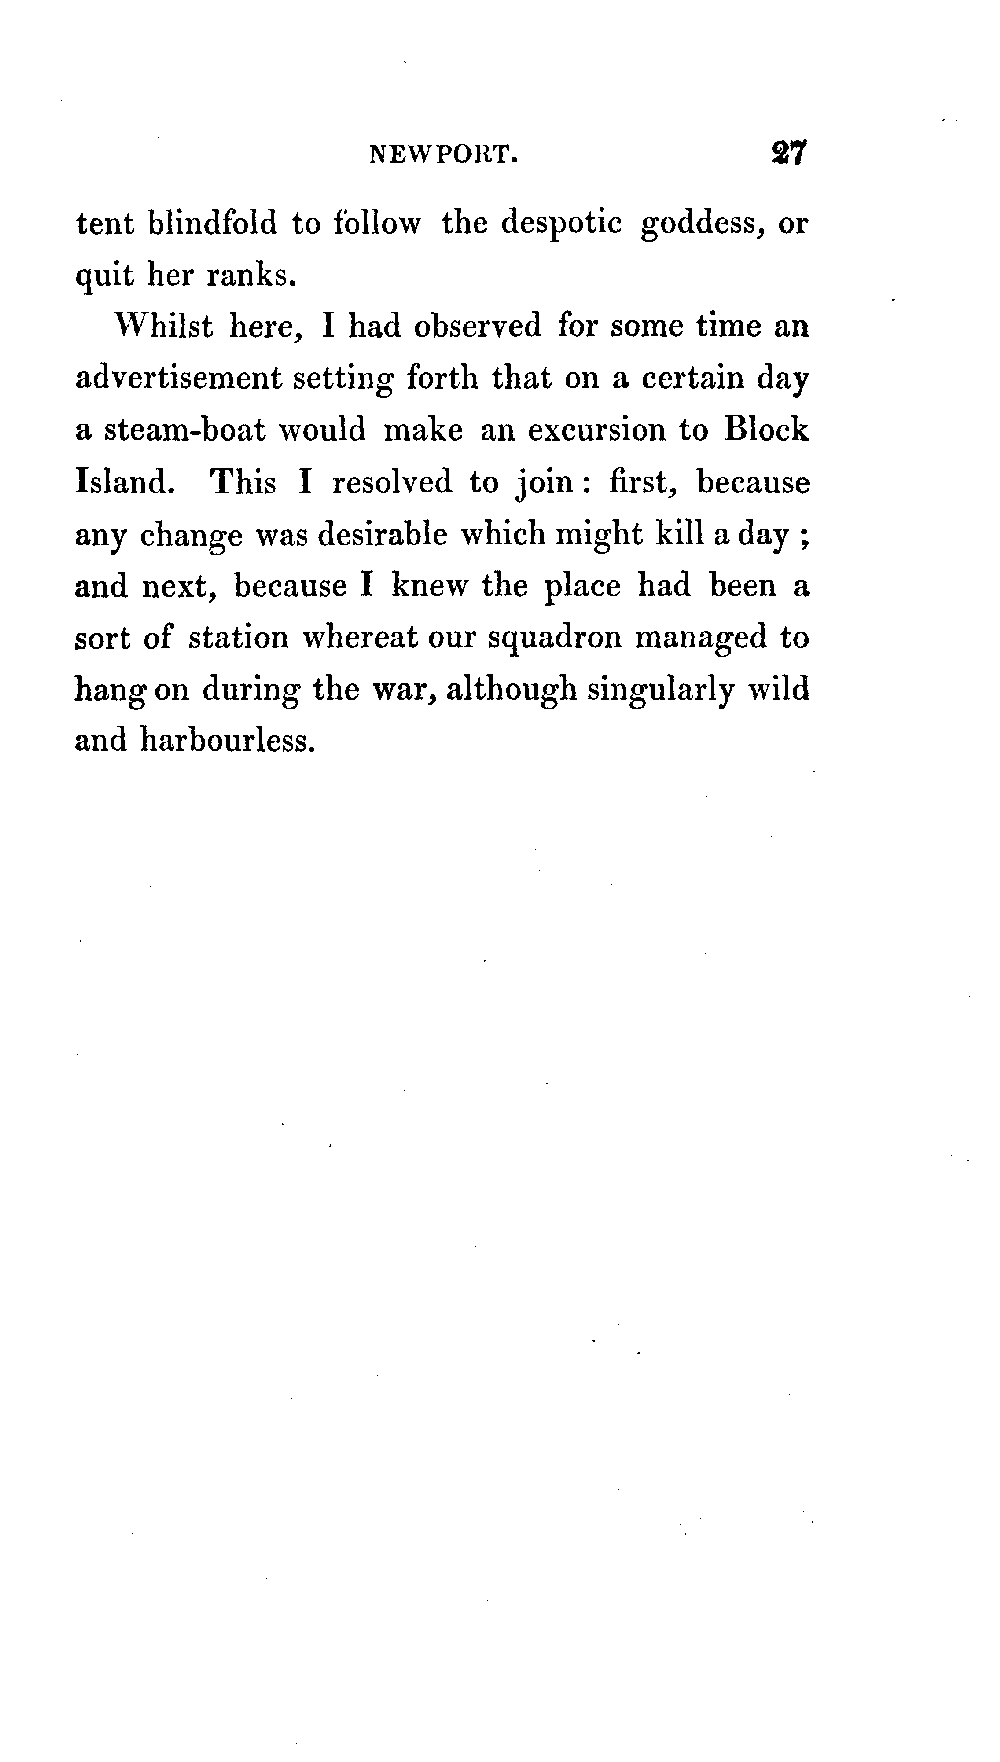 NEWPORT. 27
tent blindfold to follow the despotic goddess, or
quit her ranks.
Whilst here, I had observed for some time an
advertisement setting forth that on a certain day
a steam-boat would make an excursion to Block
Island. This I resolved to join : first, because
any change was desirable which might kill a day ;
and next, because I knew the place had been a
sort of station whereat our squadron managed to
hang on during the war, although singularly wild
and harbourless.